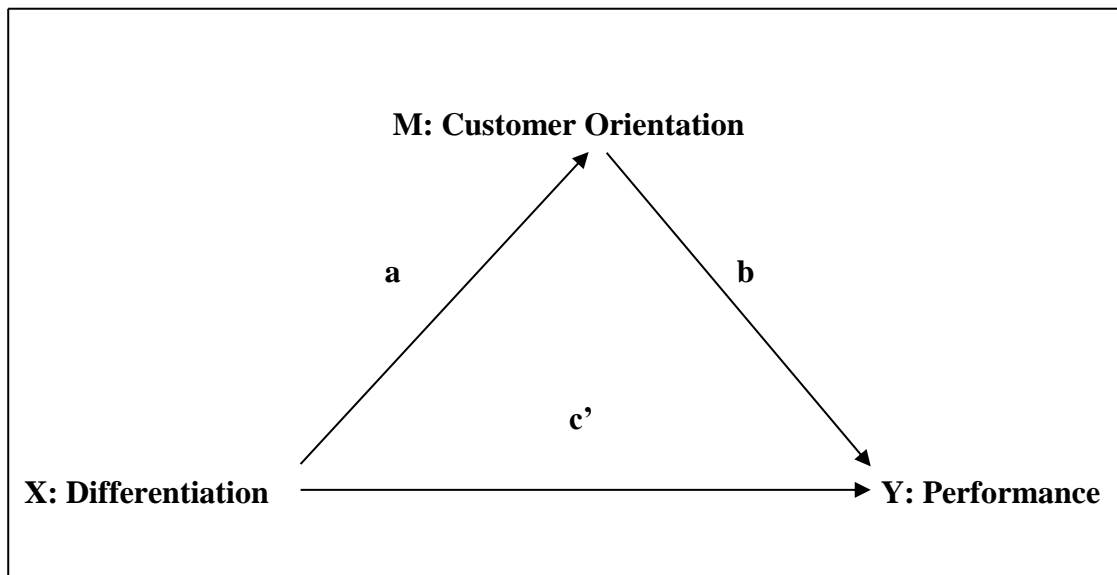 M: Customer Orientation
a
b
c’
X: Differentiation
Y: Performance